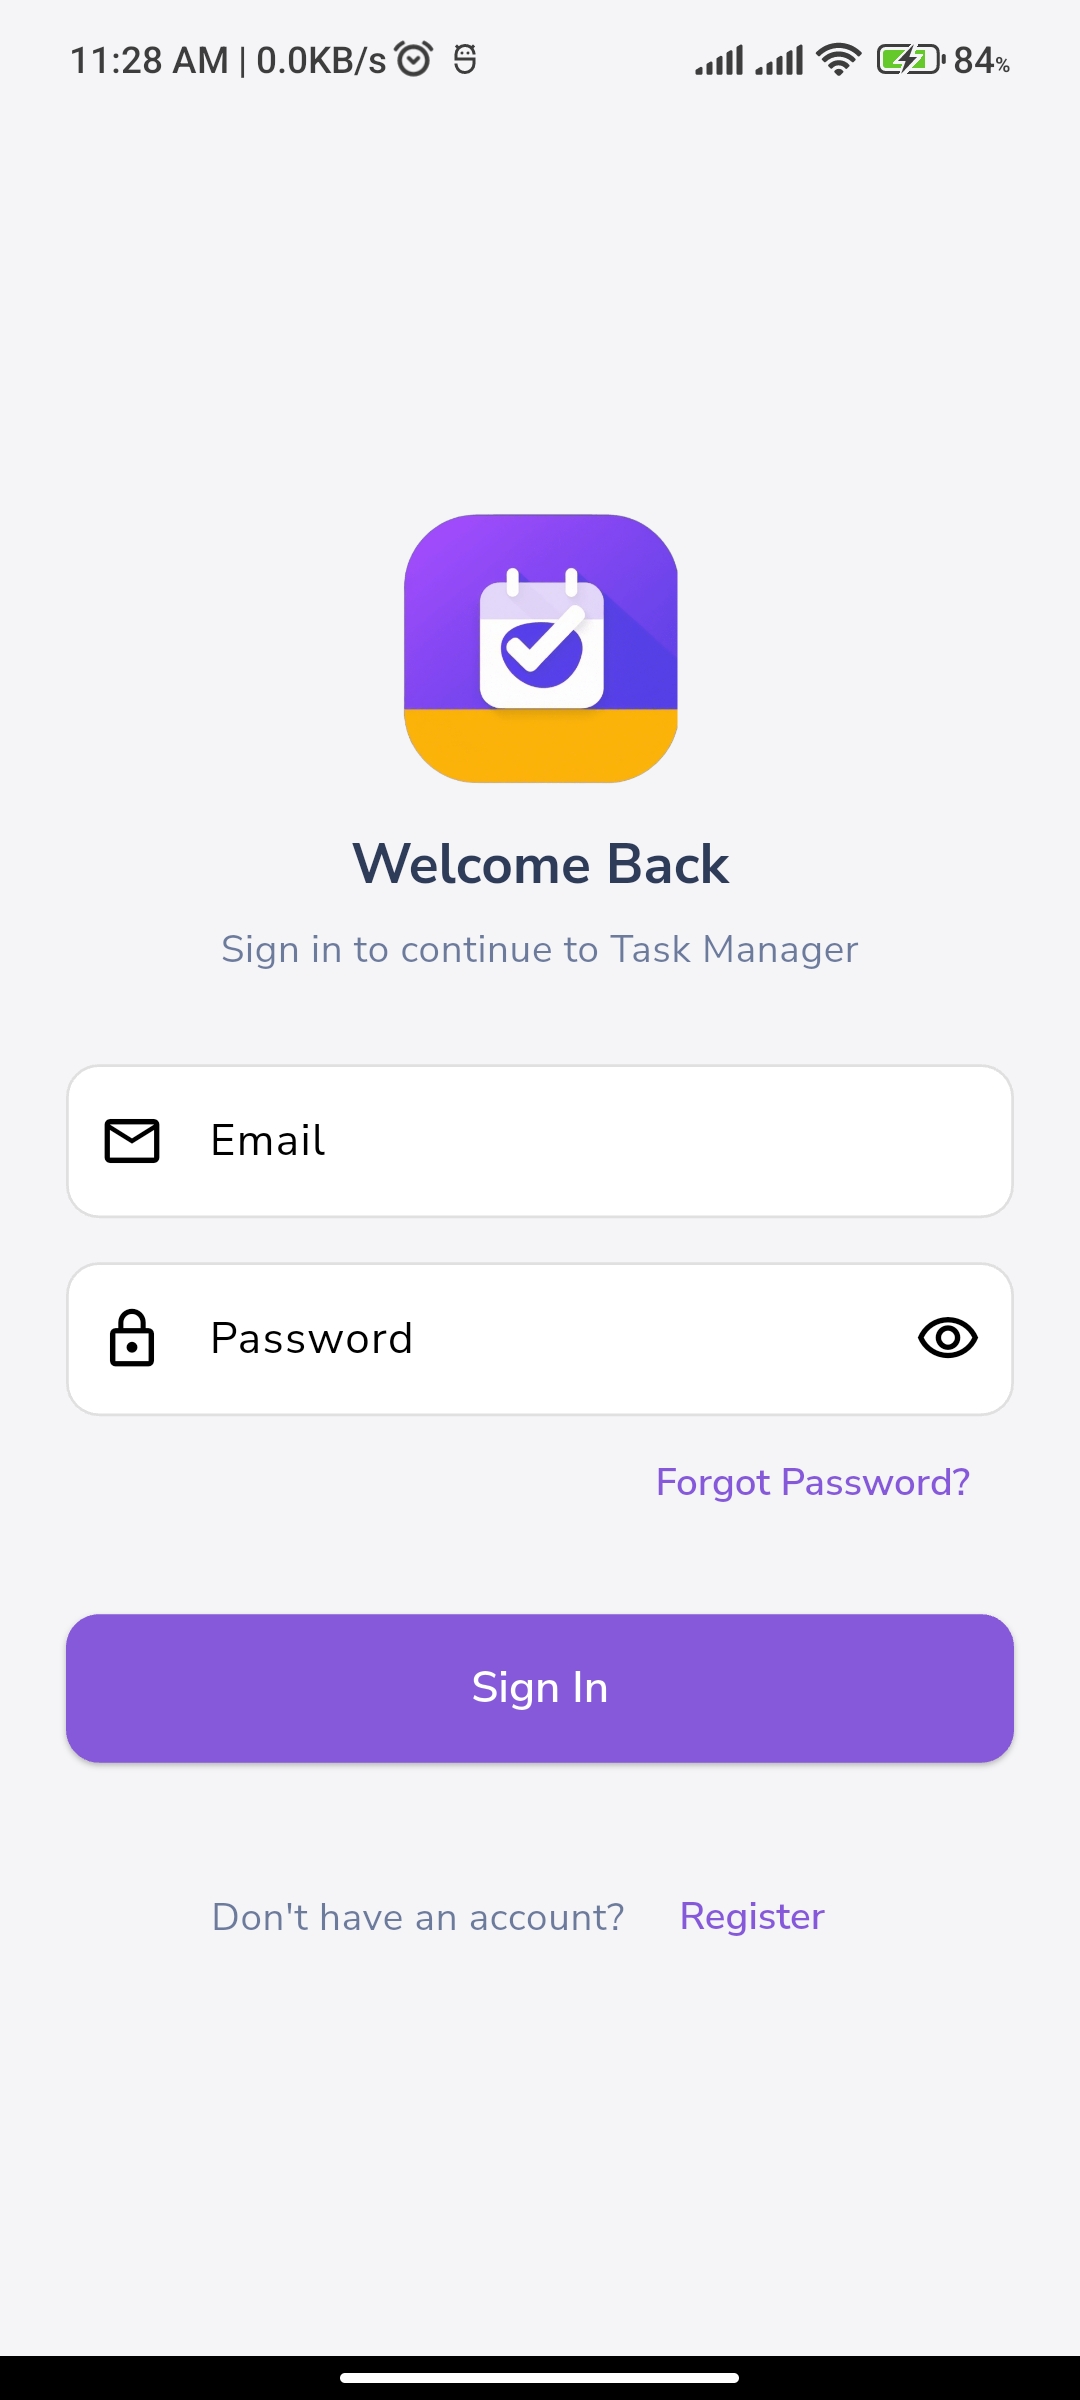 11:28 AM | 0.0KB/s 84%
Welcome Back
Sign in to continue to Task Manager
Email
Password
Forgot Password?
Sign In
Don't have an account? Register